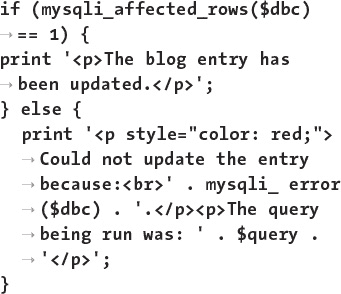 if (mysqli_affected_rows($dbc)
→ == 1) {
print '<p>The blog entry has
→ been updated.</p>';
} else {
print '<p style="color: red;">
→ Could not update the entry
→ because:<br>' . mysqli_ error
→ ($dbc) . '.</p><p>The query
→ being run was: ' . $query .
→ '</p>';
}